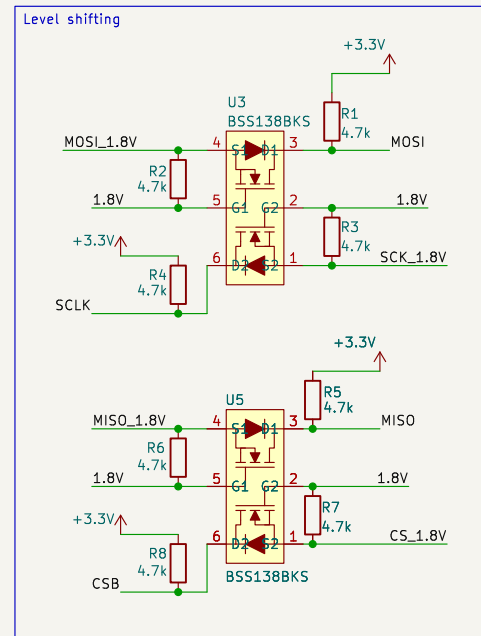 Level shifting
+3.3V
U3
BSS138BKS
R1
4.7k
MOSI_1.8V
4
S1
D1
3
MOSI
R2
4.7k
1.8V
5
G1
G2
2
1.8V
+3.3V
R3
4.7k
R4
4.7k
6
D2
S2
1
SCK_1.8V
SCLK
+3.3V
U5
R5
4.7k
MISO_1.8V
4
S1
D1
3
MISO
R6
4.7k
1.8V
5
G1
G2
2
1.8V
+3.3V
R7
4.7k
R8
4.7k
6
D2
S2
1
CS_1.8V
CSB
BSS138BKS